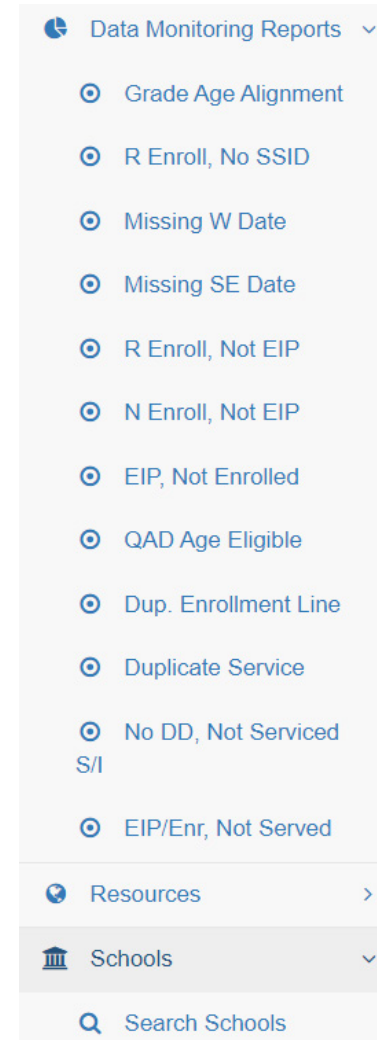 Data Monitoring Reports
Grade Age Alignment
R Enroll, No SSID
Missing W Date
Missing SE Date
R Enroll, Not EIP
N Enroll, Not EIP
EIP, Not Enrolled
QAD Age Eligible
Dup. Enrollment Line
Duplicate Service
No DD, Not Serviced
S/I
EIP/Enr, Not Served
Resources
Schools
Search Schools